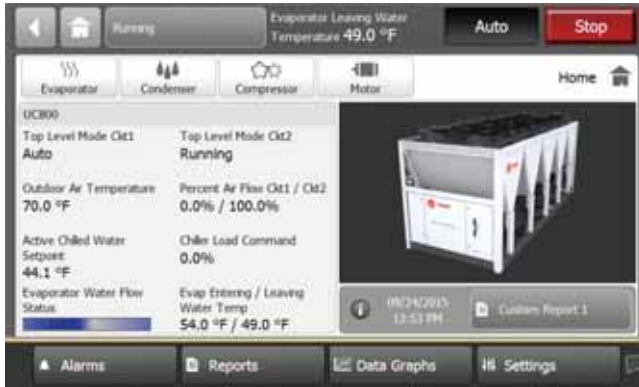 Running
Evaporator Leaving Water
Temperature 49.0 °F
Auto
Stop
Evaporator
Condenser
Compressor
Motor
Home
UC800
Top Level Mode Ckt1
Auto
Top Level Mode Ckt2
Running
Outdoor Air Temperature
70.0 °F
Percent Air Flow Ckt1 / Ckt2
0.0% / 100.0%
Active Chilled Water
Setpoint
44.1 °F
Chiller Load Command
0.0%
Evaporator Water Flow
Status
Evap Entering / Leaving
Water Temp
54.0 °F / 49.0 °F
09/24/2015
12:53 PM
Custom Report 1
Alarms
Reports
Data Graphs
Settings